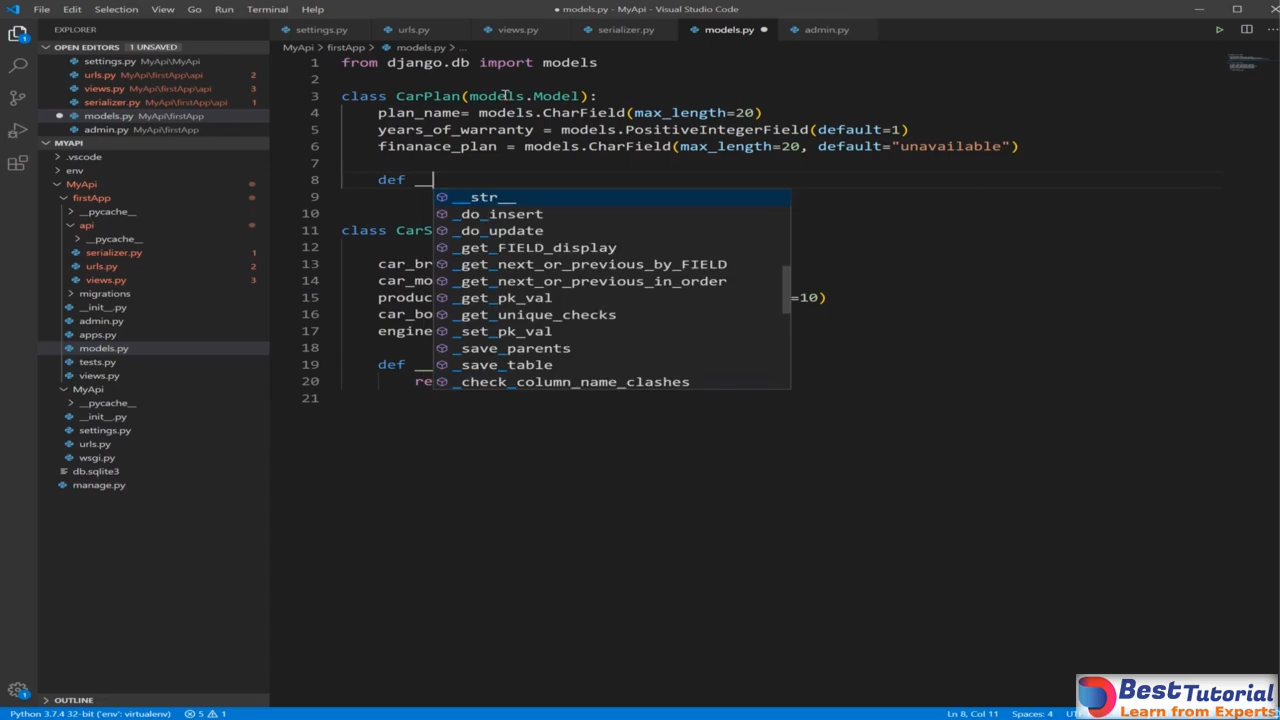 File Edit Selection View Go Run Terminal Help
● models.py - MyApi - Visual Studio Code
EXPLORER
settings.py urls.py views.py serializer.py models.py ● admin.py
OPEN EDITORS 1 UNSAVED
settings.py MyApi\MyApi
urls.py MyApi\firstApp\api 2
views.py MyApi\firstApp\api 3
serializer.py MyApi\firstApp\api 1
models.py MyApi\firstApp
admin.py MyApi\firstApp
MYAPI
.vscode
env
MyApi
firstApp
__pycache__
api
__pycache__
serializer.py 1
urls.py 2
views.py 3
migrations
__init__.py
admin.py
apps.py
models.py
tests.py
views.py
MyApi
__pycache__
__init__.py
settings.py
urls.py
wsgi.py
db.sqlite3
manage.py
OUTLINE
MyApi > firstApp > models.py > ...
1 from django.db import models
2
3 class CarPlan(models.Model):
4 plan_name= models.CharField(max_length=20)
5 years_of_warranty = models.PositiveIntegerField(default=1)
6 finanace_plan = models.CharField(max_length=20, default="unavailable")
7
8 def __
9
10
11 class CarS
12
13 car_br
14 car_mo
15 produc =10)
16 car_bo
17 engine
18
19 def __
20 re
21
__str__
_do_insert
_do_update
_get_FIELD_display
_get_next_or_previous_by_FIELD
_get_next_or_previous_in_order
_get_pk_val
_get_unique_checks
_set_pk_val
_save_parents
_save_table
_check_column_name_clashes
Python 3.7.4 32-bit ('env': virtualenv) 5 1
Ln 8, Col 11 Spaces: 4
Best Tutorial
Learn from Experts